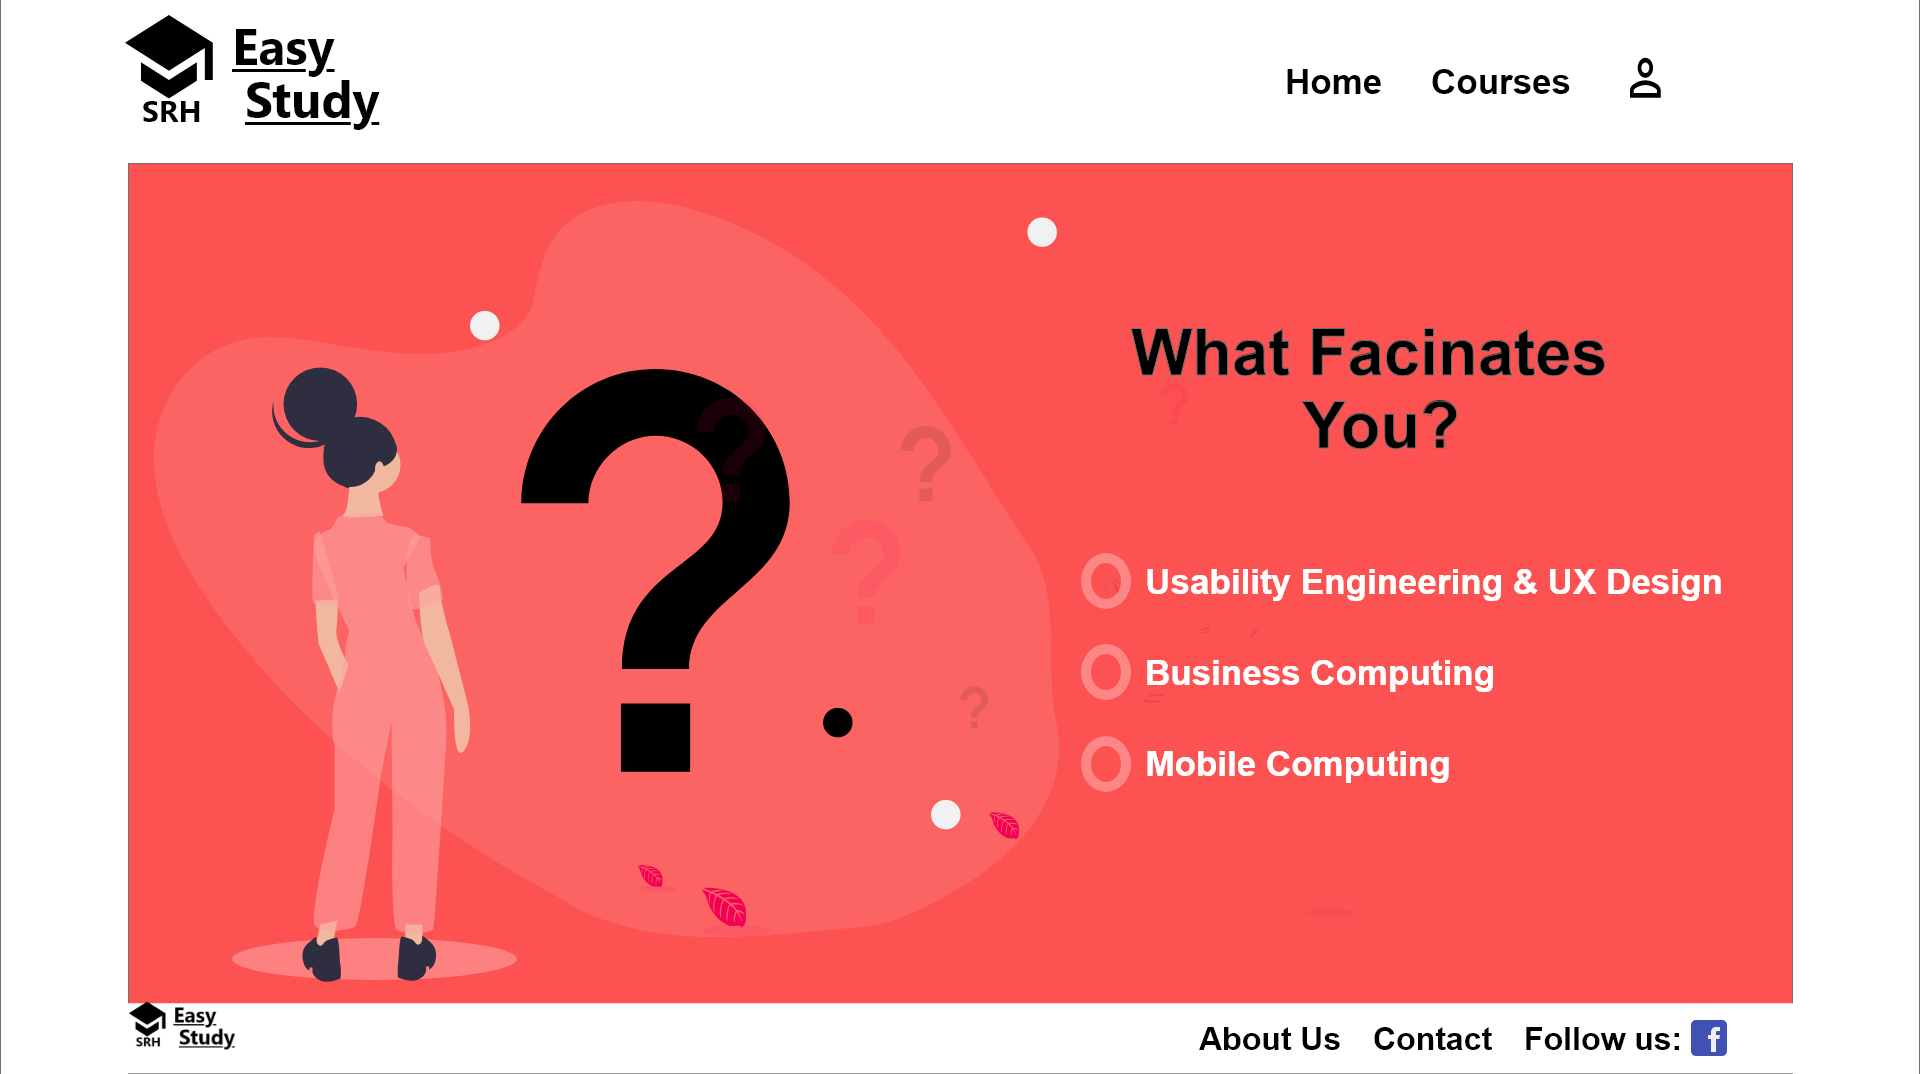 Easy
Study
SRH
Home Courses
What Facinates
You?
?
?
?
?
?
?
Usability Engineering & UX Design
Business Computing
Mobile Computing
Easy
Study
SRH
About Us Contact Follow us: f